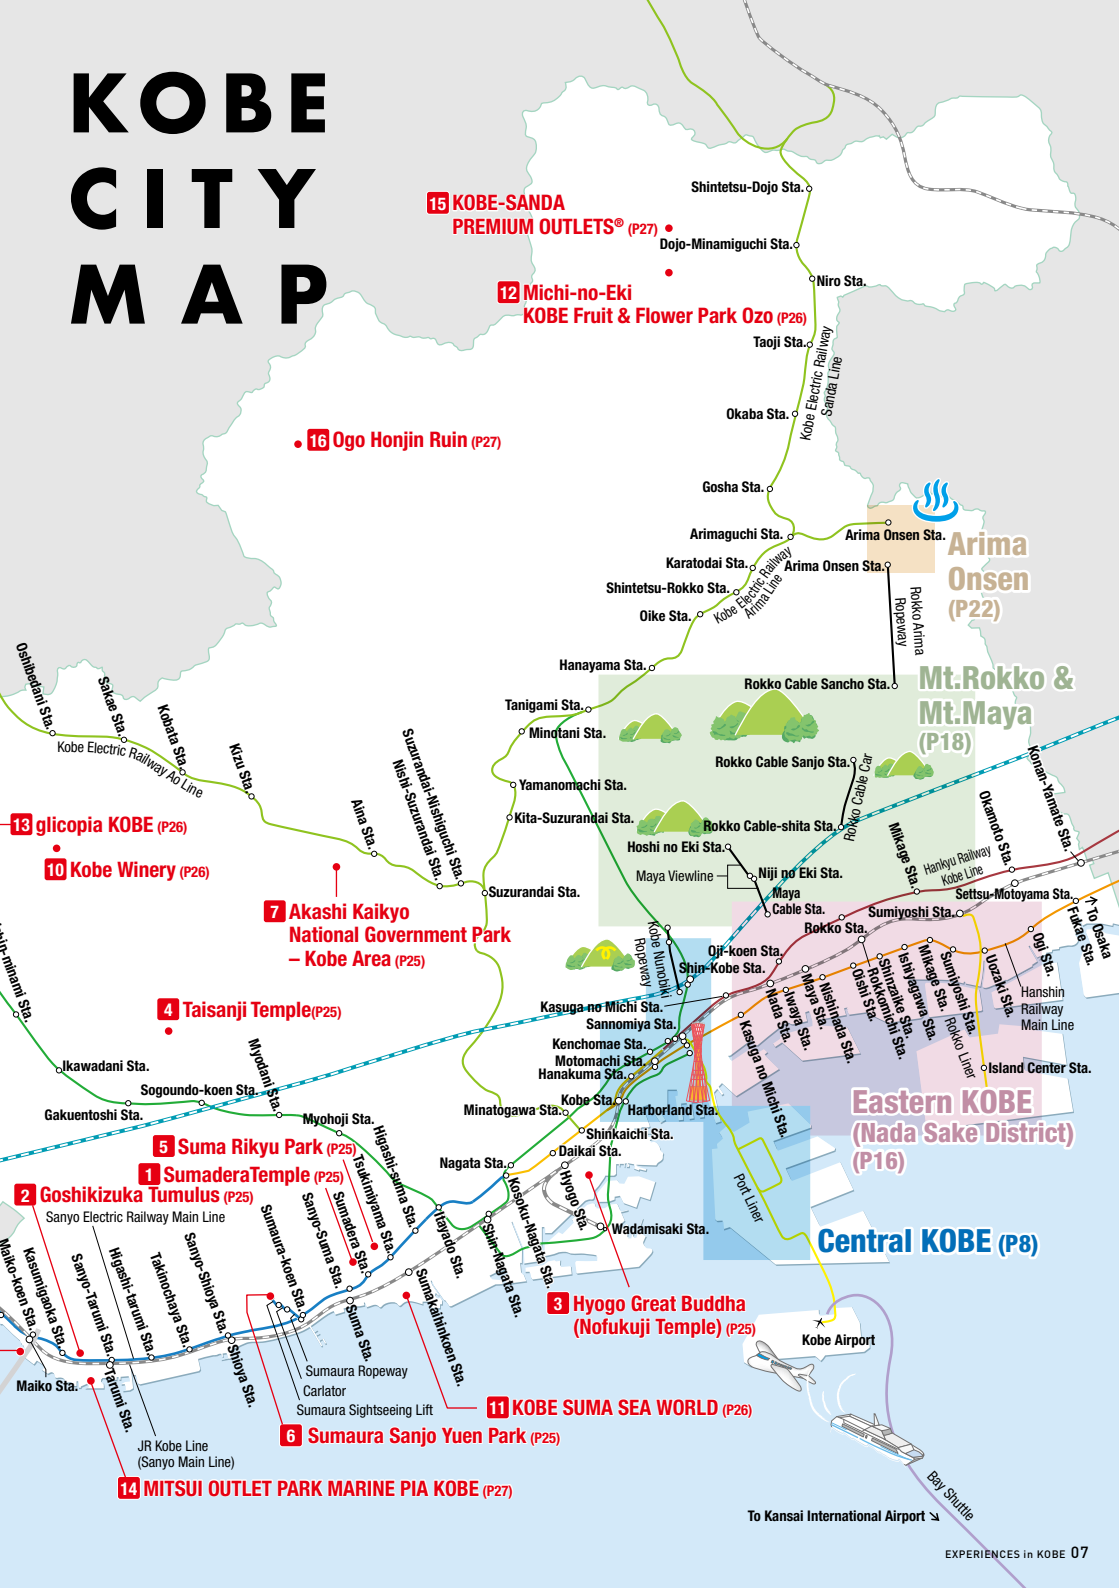 KOBE
CITY
MAP
Shintetsu-Dojo Sta.
15 KOBE-SANDA
PREMIUM OUTLETS® (P27)
Dojo-Minamiguchi Sta.
Niro Sta.
12 Michi-no-Eki
KOBE Fruit & Flower Park Ozo (P26)
Taoji Sta.
Kobe Electric Railway
Sanda Line
Okaba Sta.
16 Ogo Honjin Ruin (P27)
Gosha Sta.
Arimaguchi Sta.
Arima Onsen Sta.
Arima
Onsen
(P22)
Karatodai Sta.
Arima Onsen Sta.
Kobe Electric Railway
Arima Line
Shintetsu-Rokko Sta.
Oike Sta.
Rokko Arima
Ropeway
Hanayama Sta.
Rokko Cable Sancho Sta.
Mt.Rokko &
Mt.Maya
(P18)
Tanigami Sta.
Minotani Sta.
Oshibedani Sta.
Sakae Sta.
Kobata Sta.
Kobe Electric Railway Ao Line
Kizu Sta.
Suzurandai-Nishiguchi Sta.
Nishi-Suzurandai Sta.
Yamanomachi Sta.
Kita-Suzurandai Sta.
Aina Sta.
Suzurandai Sta.
Rokko Cable Sanjo Sta.
Rokko Cable Car
Rokko Cable-shita Sta.
Hoshi no Eki Sta.
Maya Viewline
Niji no Eki Sta.
Maya
Cable Sta.
Konan-Yamate Sta.
Okamoto Sta.
Mikage Sta.
Hankyu Railway
Kobe Line
Settsu-Motoyama Sta.
Sumiyoshi Sta.
Rokko Sta.
To Osaka
Fukae Sta.
Ogi Sta.
Uozaki Sta.
Hanshin
Railway
Main Line
13 glicopia KOBE (P26)
10 Kobe Winery (P26)
7 Akashi Kaikyo
National Government Park
– Kobe Area (P25)
4 Taisanji Temple(P25)
Kobe Nunobiki
Ropeway
Oji-koen Sta.
Shin-Kobe Sta.
Kasuga no Michi Sta.
Sannomiya Sta.
Kenchomae Sta.
Motomachi Sta.
Hanakuma Sta.
Kobe Sta.
Harborland Sta.
Nada Sta.
Iwaya Sta.
Maya Sta.
Nishinada Sta.
Oishi Sta.
Rokkomichi Sta.
Shinzaike Sta.
Ishiyagawa Sta.
Mikage Sta.
Sumiyoshi Sta.
Rokko Liner
Island Center Sta.
Kasuga no Michi Sta.
Eastern KOBE
(Nada Sake District)
(P16)
Ikawadani Sta.
Sogoundo-koen Sta.
Gakuentoshi Sta.
Myodani Sta.
Myohoji Sta.
Minatogawa Sta.
Shinkaichi Sta.
Daikai Sta.
Nagata Sta.
Hyogo Sta.
Wadamisaki Sta.
Kosoku-Nagata Sta.
Shin-Nagata Sta.
Port Liner
Central KOBE (P8)
5 Suma Rikyu Park (P25)
1 SumaderaTemple (P25)
2 Goshikizuka Tumulus (P25)
Sanyo Electric Railway Main Line
Higashi-suma Sta.
Tsukimiyama Sta.
Sumadera Sta.
Sanyo-Suma Sta.
Sumaura-koen Sta.
Sanyo-Shioya Sta.
Takinochaya Sta.
Higashi-tarumi Sta.
Sanyo-Tarumi Sta.
Kasumigaoka Sta.
Maiko-koen Sta.
Itayado Sta.
Sumakaihinkoen Sta.
Suma Sta.
Shioya Sta.
Tarumi Sta.
Maiko Sta.
3 Hyogo Great Buddha
(Nofukuji Temple) (P25)
Kobe Airport
Sumaura Ropeway
Carlator
Sumaura Sightseeing Lift
11 KOBE SUMA SEA WORLD (P26)
6 Sumaura Sanjo Yuen Park (P25)
JR Kobe Line
(Sanyo Main Line)
14 MITSUI OUTLET PARK MARINE PIA KOBE (P27)
Bay Shuttle
To Kansai International Airport
EXPERIENCES in KOBE 07